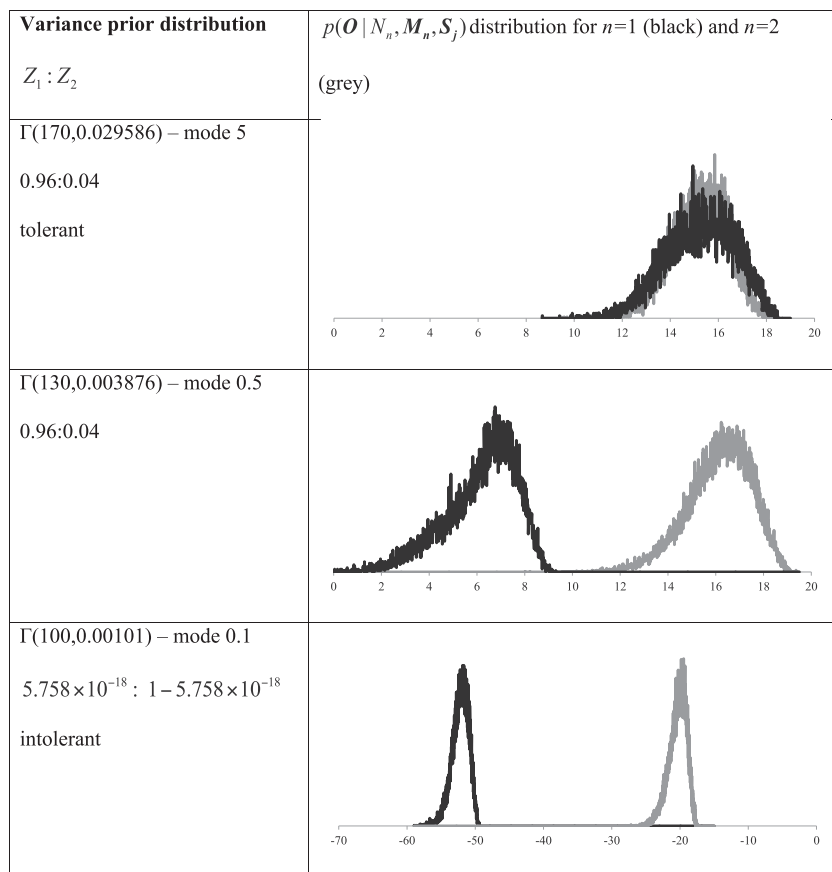 Variance prior distribution
Z₁ : Z₂
p(O | Nₙ, Mₙ, Sⱼ) distribution for n=1 (black) and n=2
(grey)
Γ(170,0.029586) – mode 5
0.96:0.04
tolerant
0 2 4 6 8 10 12 14 16 18 20
Γ(130,0.003876) – mode 0.5
0.96:0.04
0 2 4 6 8 10 12 14 16 18 20
Γ(100,0.00101) – mode 0.1
5.758×10⁻¹⁸ : 1−5.758×10⁻¹⁸
intolerant
-70 -60 -50 -40 -30 -20 -10 0